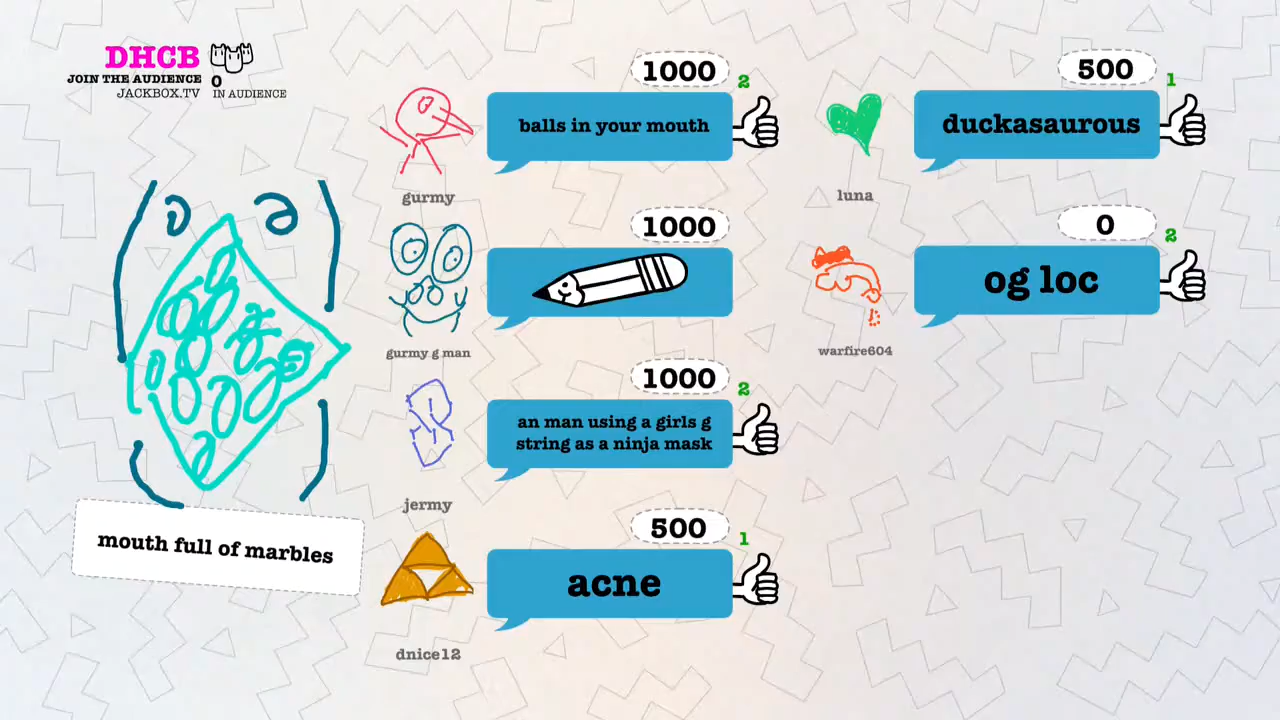 DHCB
JOIN THE AUDIENCE
JACKBOX.TV
0
IN AUDIENCE
mouth full of marbles
1000
2
balls in your mouth
gurmy
1000
gurmy g man
1000
2
an man using a girls g
string as a ninja mask
jermy
500
1
acne
dnice12
500
1
duckasaurous
luna
0
2
og loc
warfire604